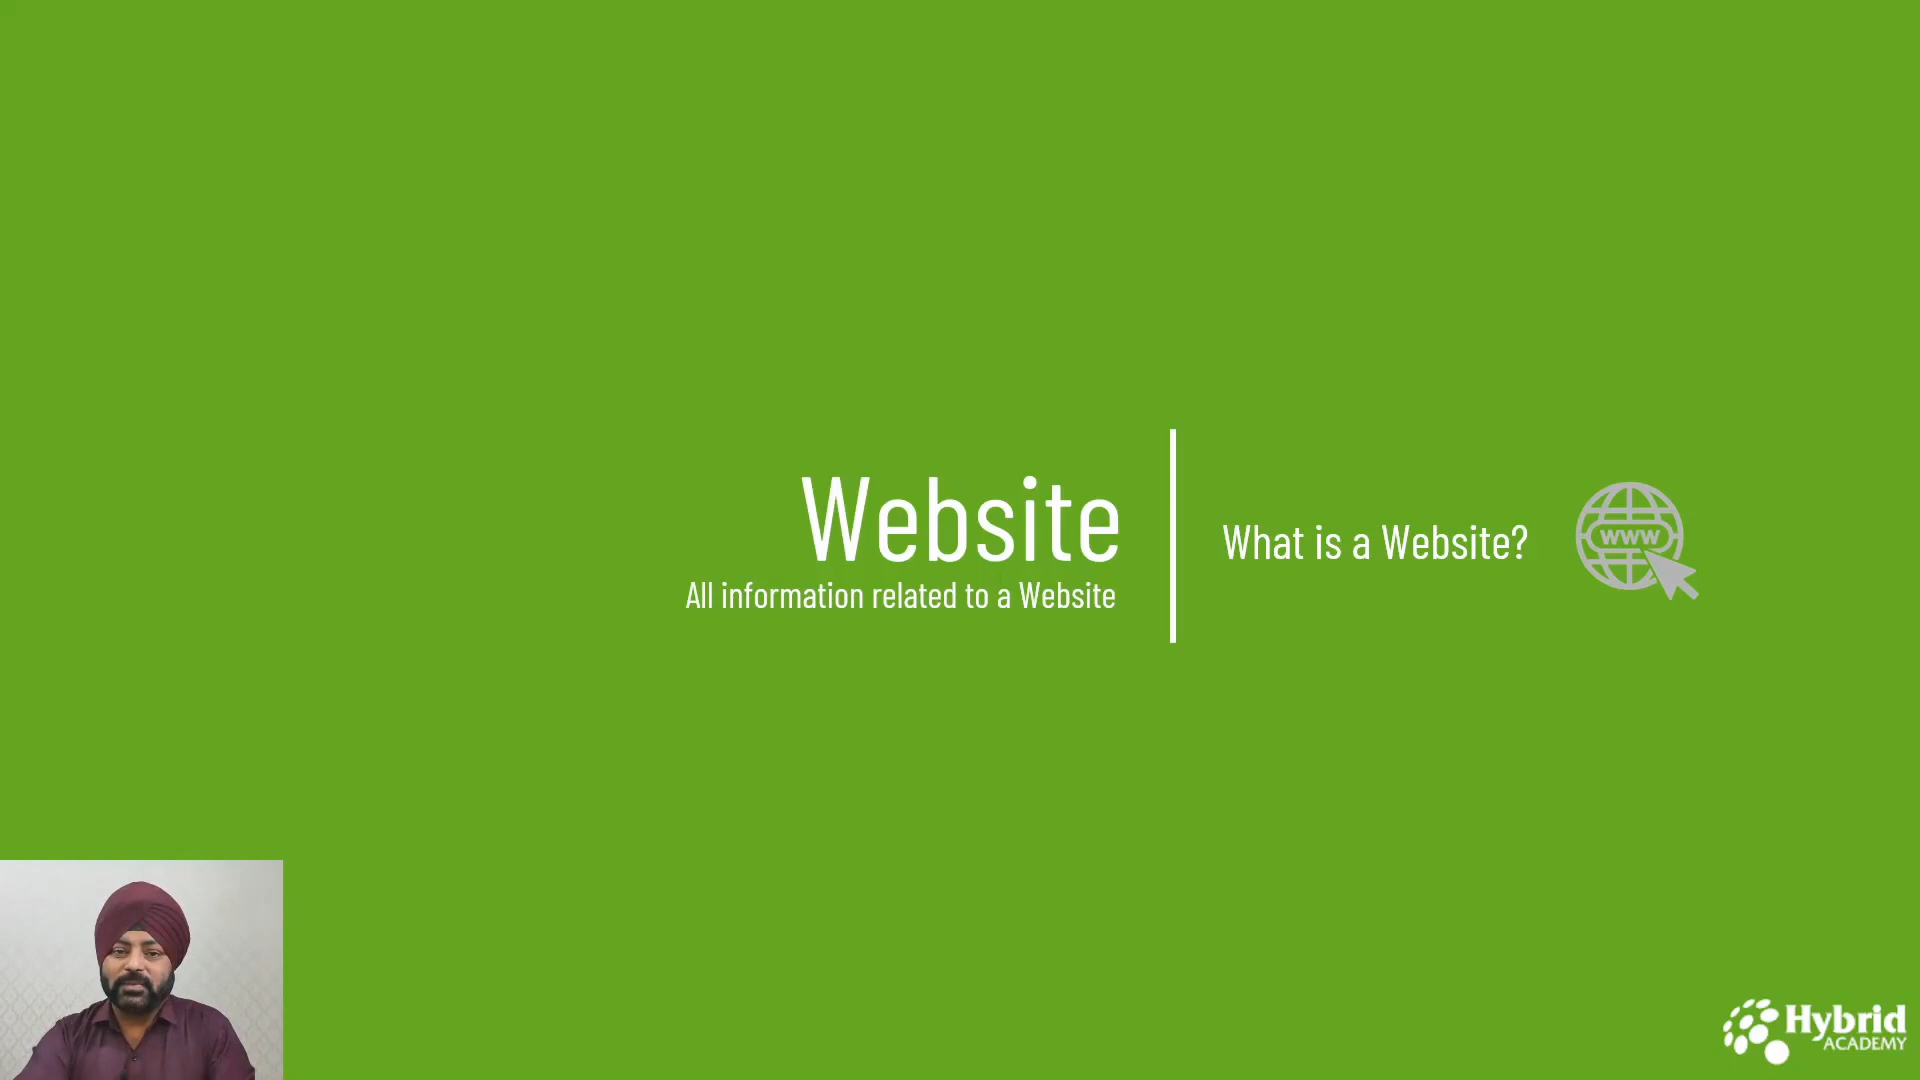 Website
All information related to a Website
What is a Website?
WWW
Hybrid
ACADEMY